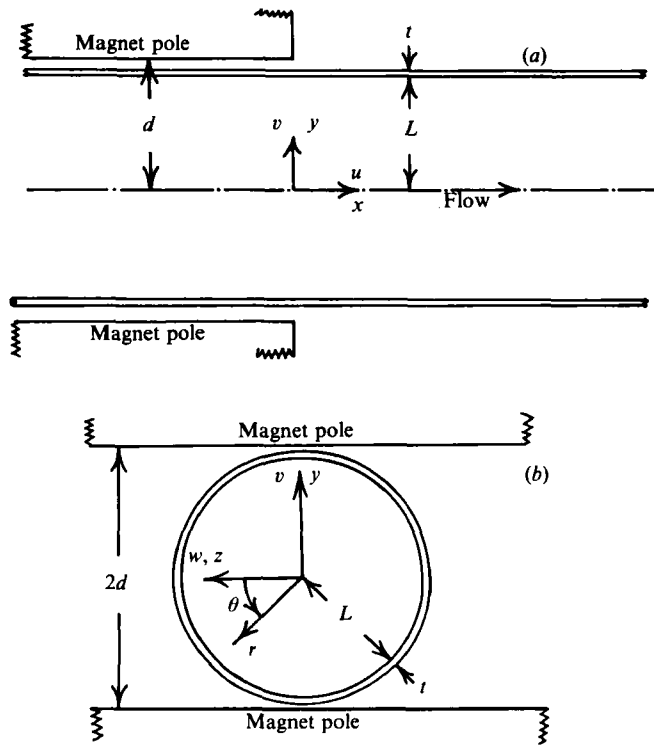 Magnet pole
t
(a)
d
v y
L
u
x
Flow
Magnet pole
Magnet pole
(b)
v y
w, z
2d
θ
L
r
t
Magnet pole